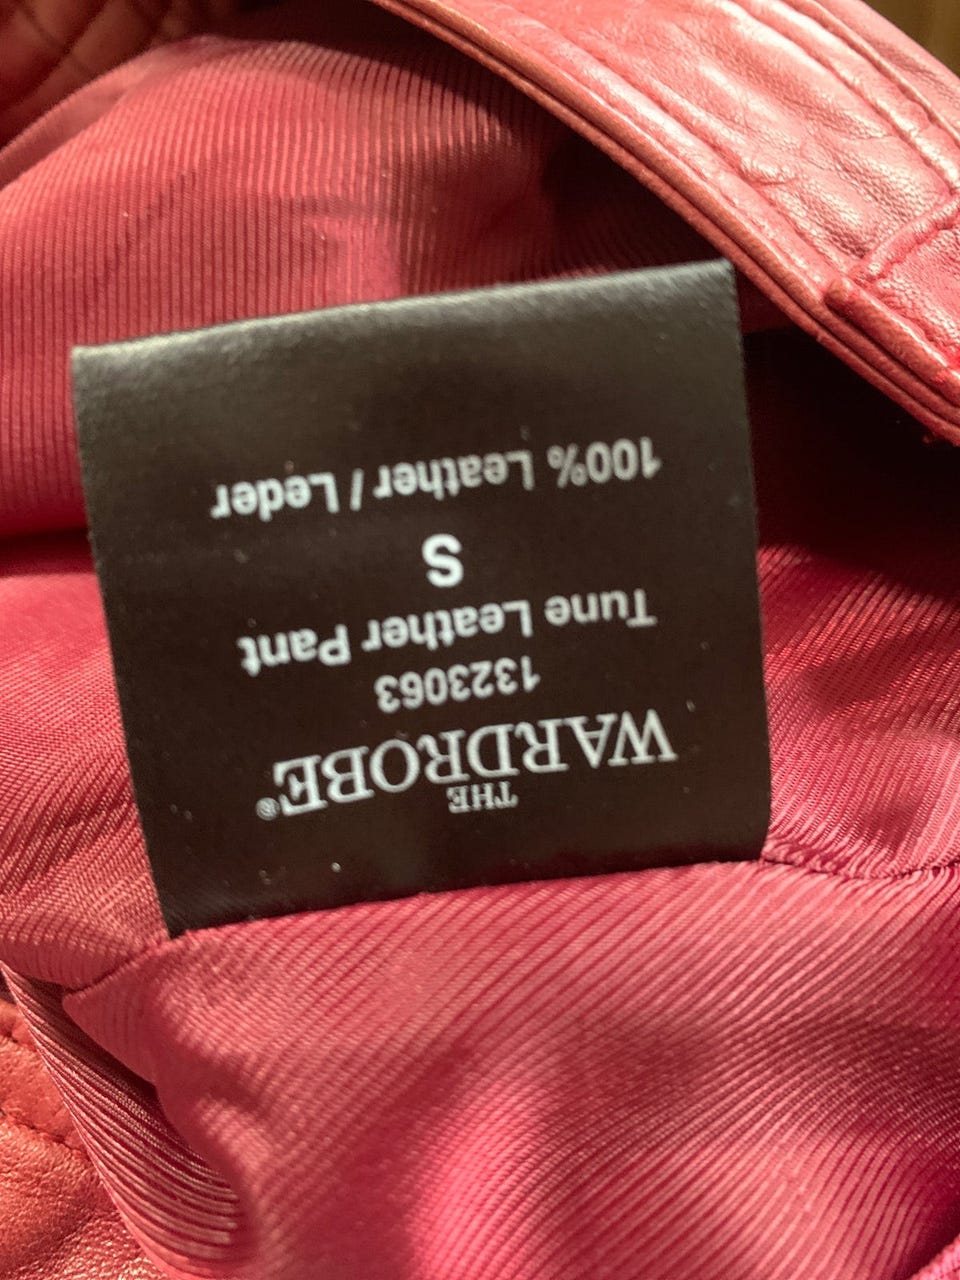 THE
WARDROBE®
1323063
Tune Leather Pant
S
100% Leather / Leder